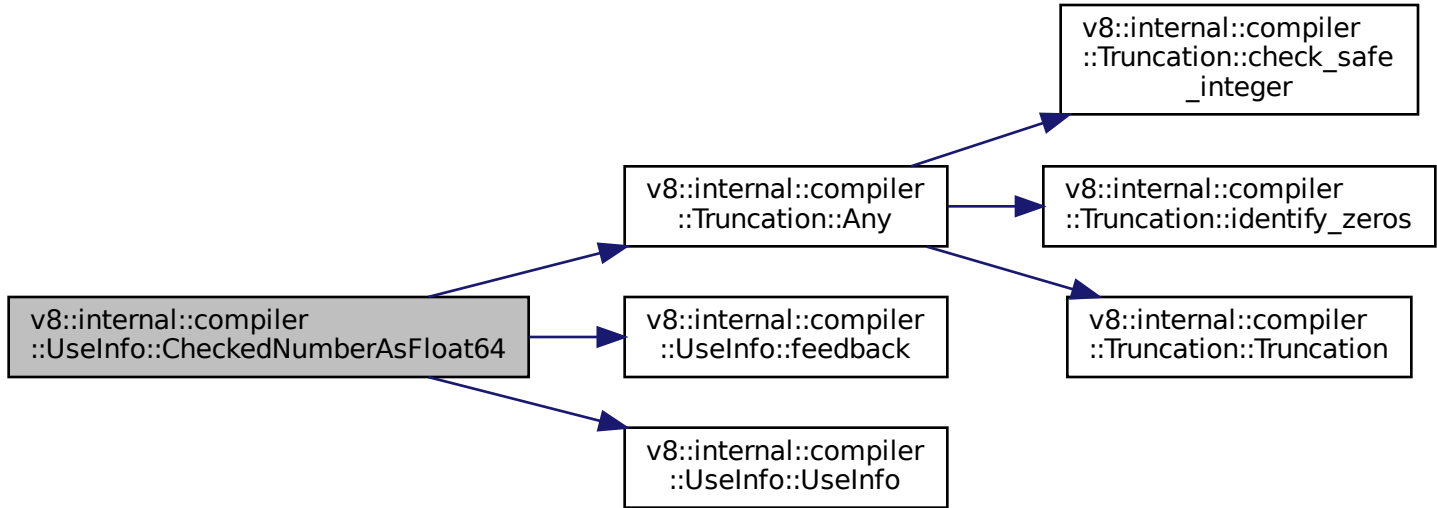 v8::internal::compiler
::UseInfo::CheckedNumberAsFloat64
v8::internal::compiler
::Truncation::Any
v8::internal::compiler
::UseInfo::feedback
v8::internal::compiler
::UseInfo::UseInfo
v8::internal::compiler
::Truncation::check_safe
_integer
v8::internal::compiler
::Truncation::identify_zeros
v8::internal::compiler
::Truncation::Truncation